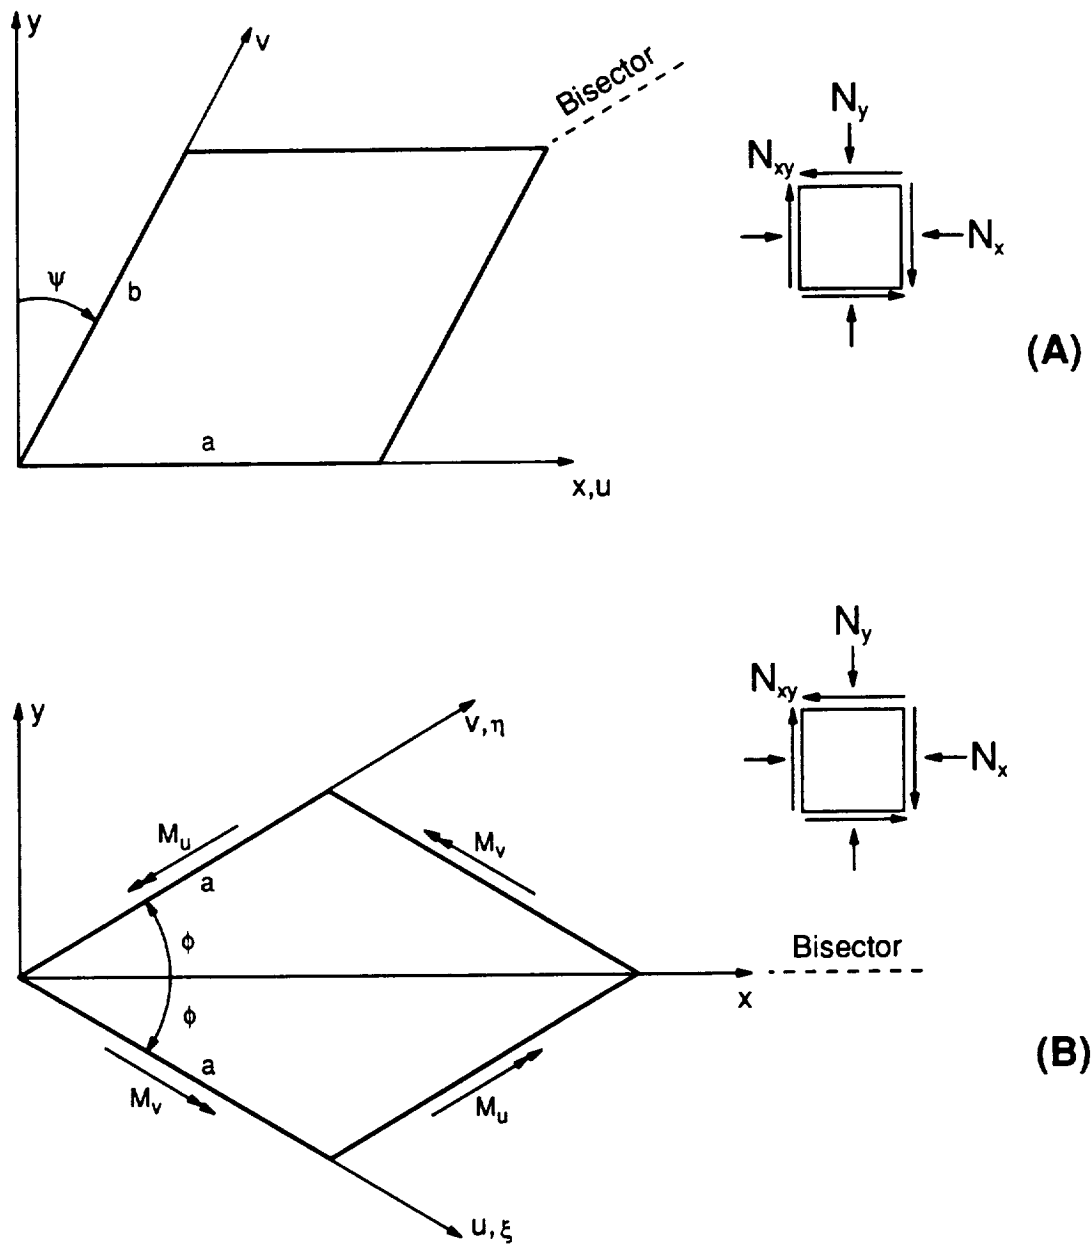 y
v
Bisector
N_y
N_xy
N_x
ψ
b
(A)
a
x,u
N_y
N_xy
N_x
y
v,η
M_u
M_v
a
φ
Bisector
x
φ
a
(B)
M_v
M_u
u,ξ